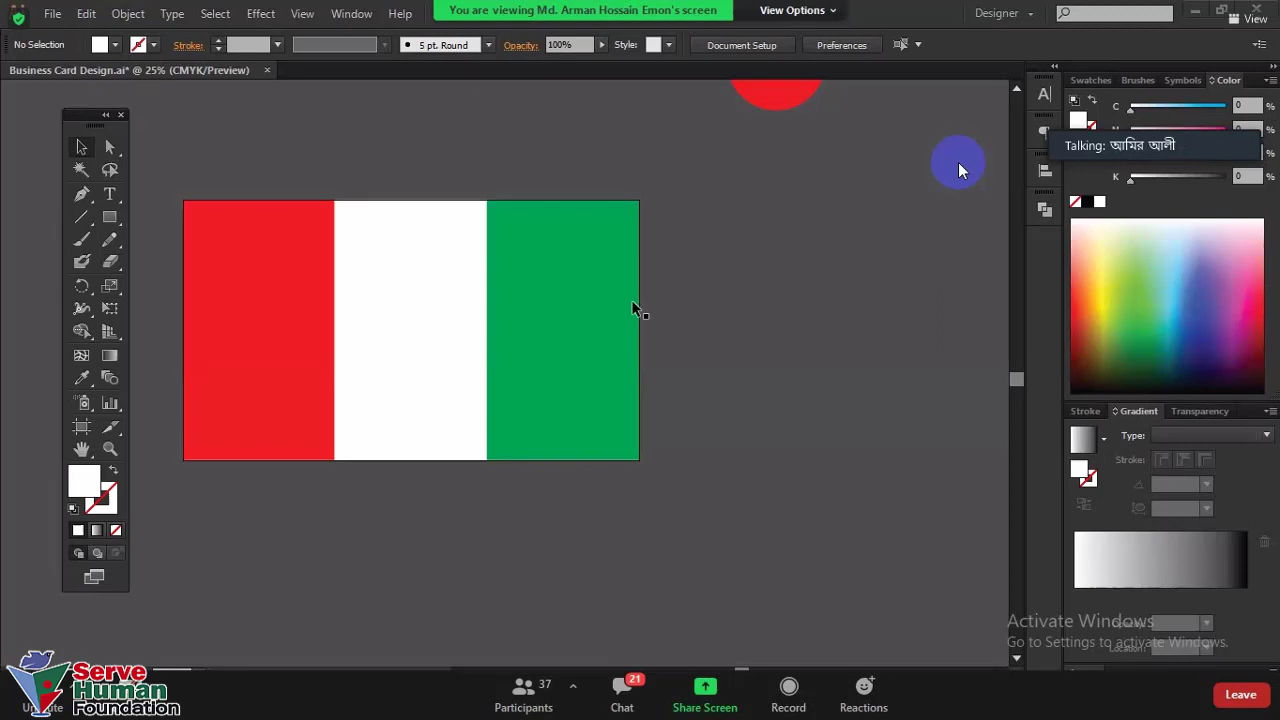 File Edit Object Type Select Effect View Window Help
You are viewing Md. Arman Hossain Emon's screen
View Options
Designer
View
No Selection
Stroke:
5 pt. Round
Opacity: 100%
Style:
Document Setup
Preferences
Business Card Design.ai* @ 25% (CMYK/Preview)
Swatches Brushes Symbols Color
C 0 %
0 %
Talking: আমির আলী
%
K 0 %
T
A
Stroke Gradient Transparency
Type:
Stroke:
Location:
Activate Windows
Go to Settings to activate Windows.
Serve
Human
Foundation
37
21
Participants
Chat
Share Screen
Record
Reactions
Leave